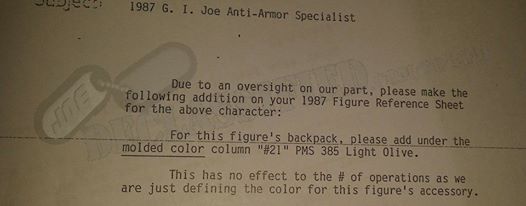 Subject: 1987 G. I. Joe Anti-Armor Specialist
Due to an oversight on our part, please make the
following addition on your 1987 Figure Reference Sheet
for the above character:
For this figure's backpack, please add under the
molded color column "#21" PMS 385 Light Olive.
This has no effect to the # of operations as we
are just defining the color for this figure's accessory.